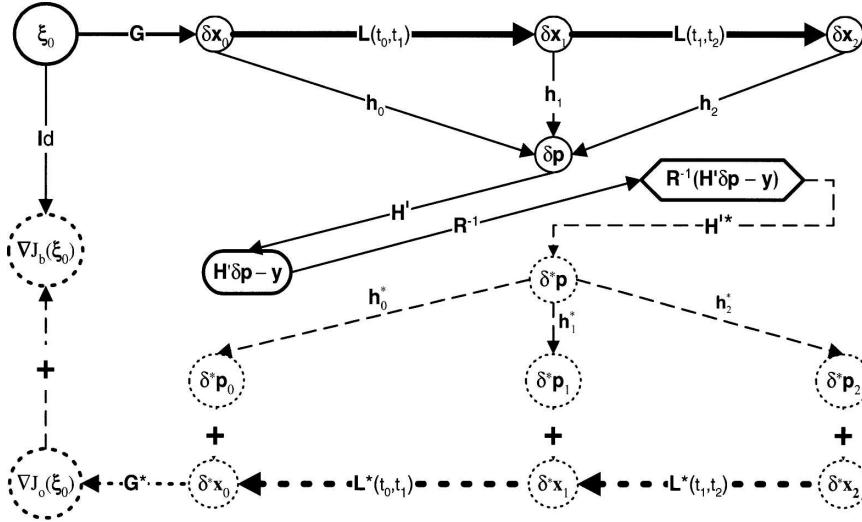 ξ₀ G δx₀ L(t₀,t₁) δx₁ L(t₁,t₂) δx₂
h₀ h₁ h₂
Id
δp
R⁻¹(H'δp – y)
H' R⁻¹ H'*
∇J_b(ξ₀)
H'δp – y
δ*p
h₀* h₁* h₂*
δ*p₀ δ*p₁ δ*p₂
+
+ + +
∇Jₒ(ξ₀) G* δ*x₀ L*(t₀,t₁) δ*x₁ L*(t₁,t₂) δ*x₂